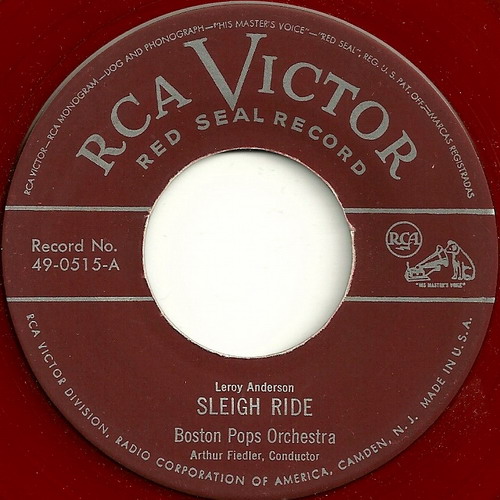 RCA VICTOR—RCA MONOGRAM—DOG AND PHONOGRAPH—"HIS MASTER'S VOICE"—"RED SEAL", REG. U.S. PAT. OFF.—MARCAS REGISTRADAS
RCA VICTOR
RED SEAL RECORD
Record No.
49-0515-A
RCA
"HIS MASTER'S VOICE"
Leroy Anderson
SLEIGH RIDE
Boston Pops Orchestra
Arthur Fiedler, Conductor
RCA VICTOR DIVISION, RADIO CORPORATION OF AMERICA, CAMDEN, N. J. MADE IN U.S.A.